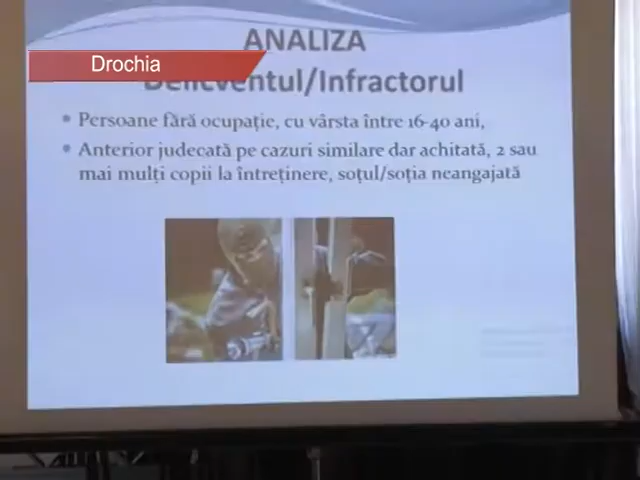 ANALIZA
Drochia
Delicventul/Infractorul
• Persoane fără ocupație, cu vârsta între 16-40 ani,
• Anterior judecată pe cazuri similare dar achitată, 2 sau
mai mulți copii la întreținere, soțul/soția neangajată